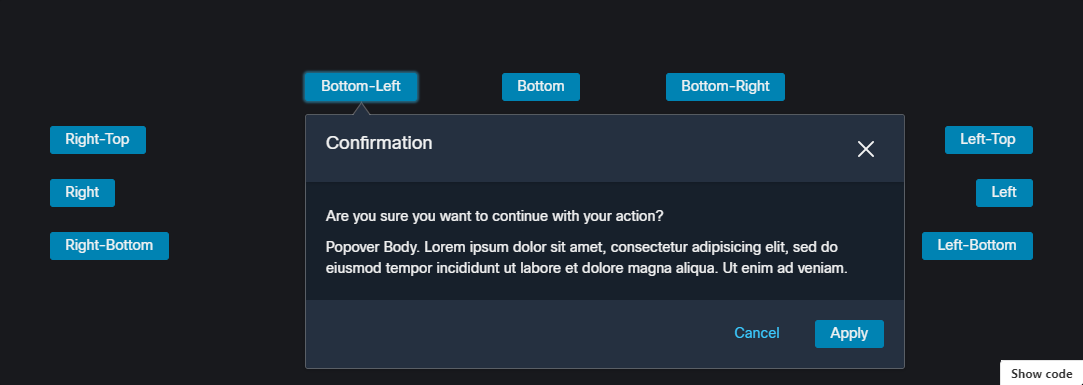 Bottom-Left
Bottom
Bottom-Right
Right-Top
Left-Top
Right
Left
Right-Bottom
Left-Bottom
Confirmation
Are you sure you want to continue with your action?
Popover Body. Lorem ipsum dolor sit amet, consectetur adipisicing elit, sed do
eiusmod tempor incididunt ut labore et dolore magna aliqua. Ut enim ad veniam.
Cancel
Apply
Show code